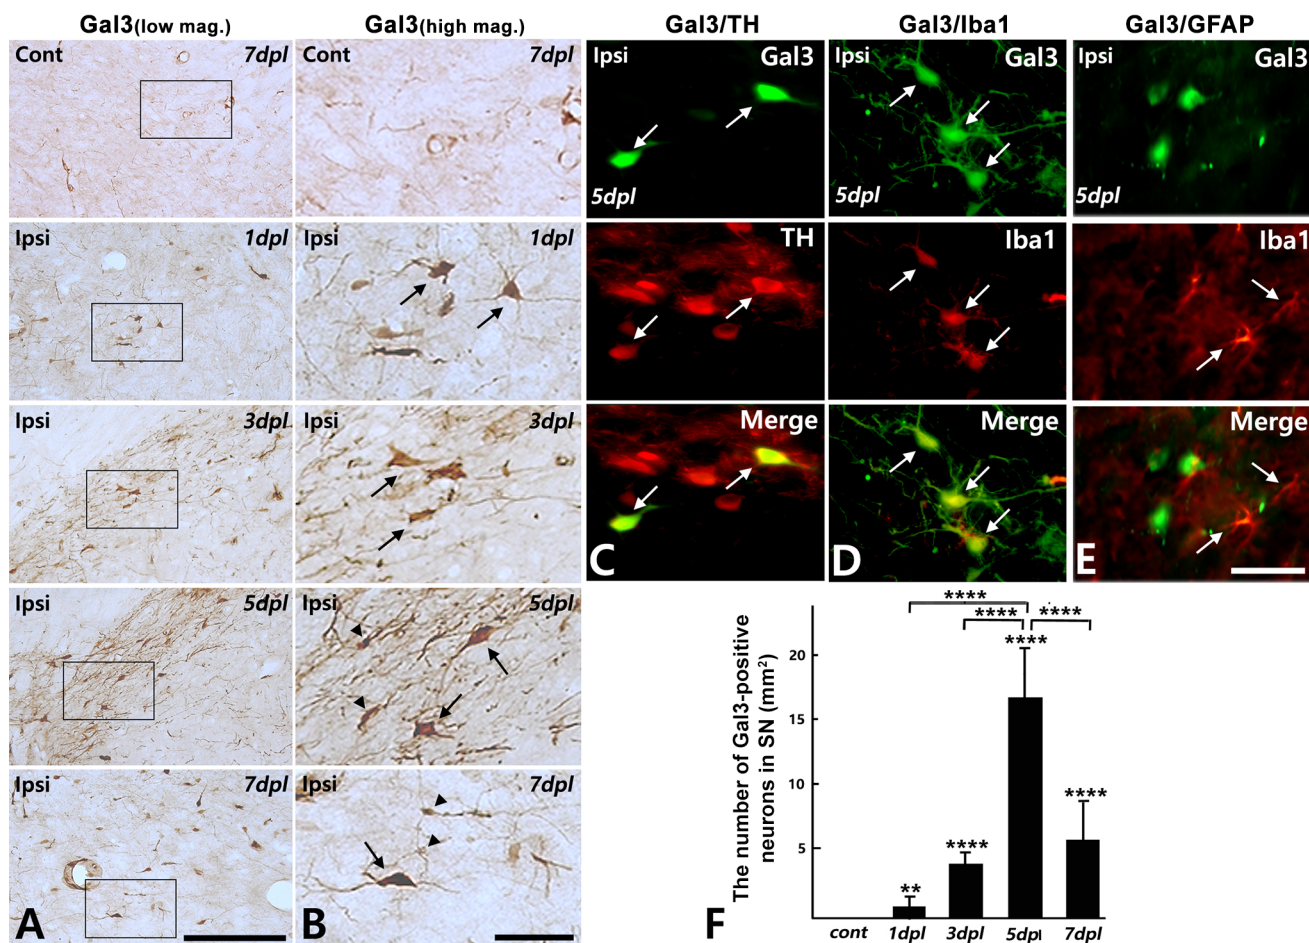 Gal3(low mag.) Gal3(high mag.) Gal3/TH Gal3/Iba1 Gal3/GFAP
Cont 7dpl
Cont 7dpl
Ipsi Gal3
5dpl
Ipsi Gal3
5dpl
Ipsi Gal3
5dpl
Ipsi 1dpl
Ipsi 1dpl
TH
Iba1
Iba1
Ipsi 3dpl
Ipsi 3dpl
Merge
C
Merge
D
Merge
E
Ipsi 5dpl
Ipsi 5dpl
Ipsi 7dpl
A
Ipsi 7dpl
B
The number of Gal3-positive
neurons in SN (mm²)
****
**** ****
****
20
15
10
****
5
****
**
cont 1dpl 3dpl 5dpl 7dpl
F